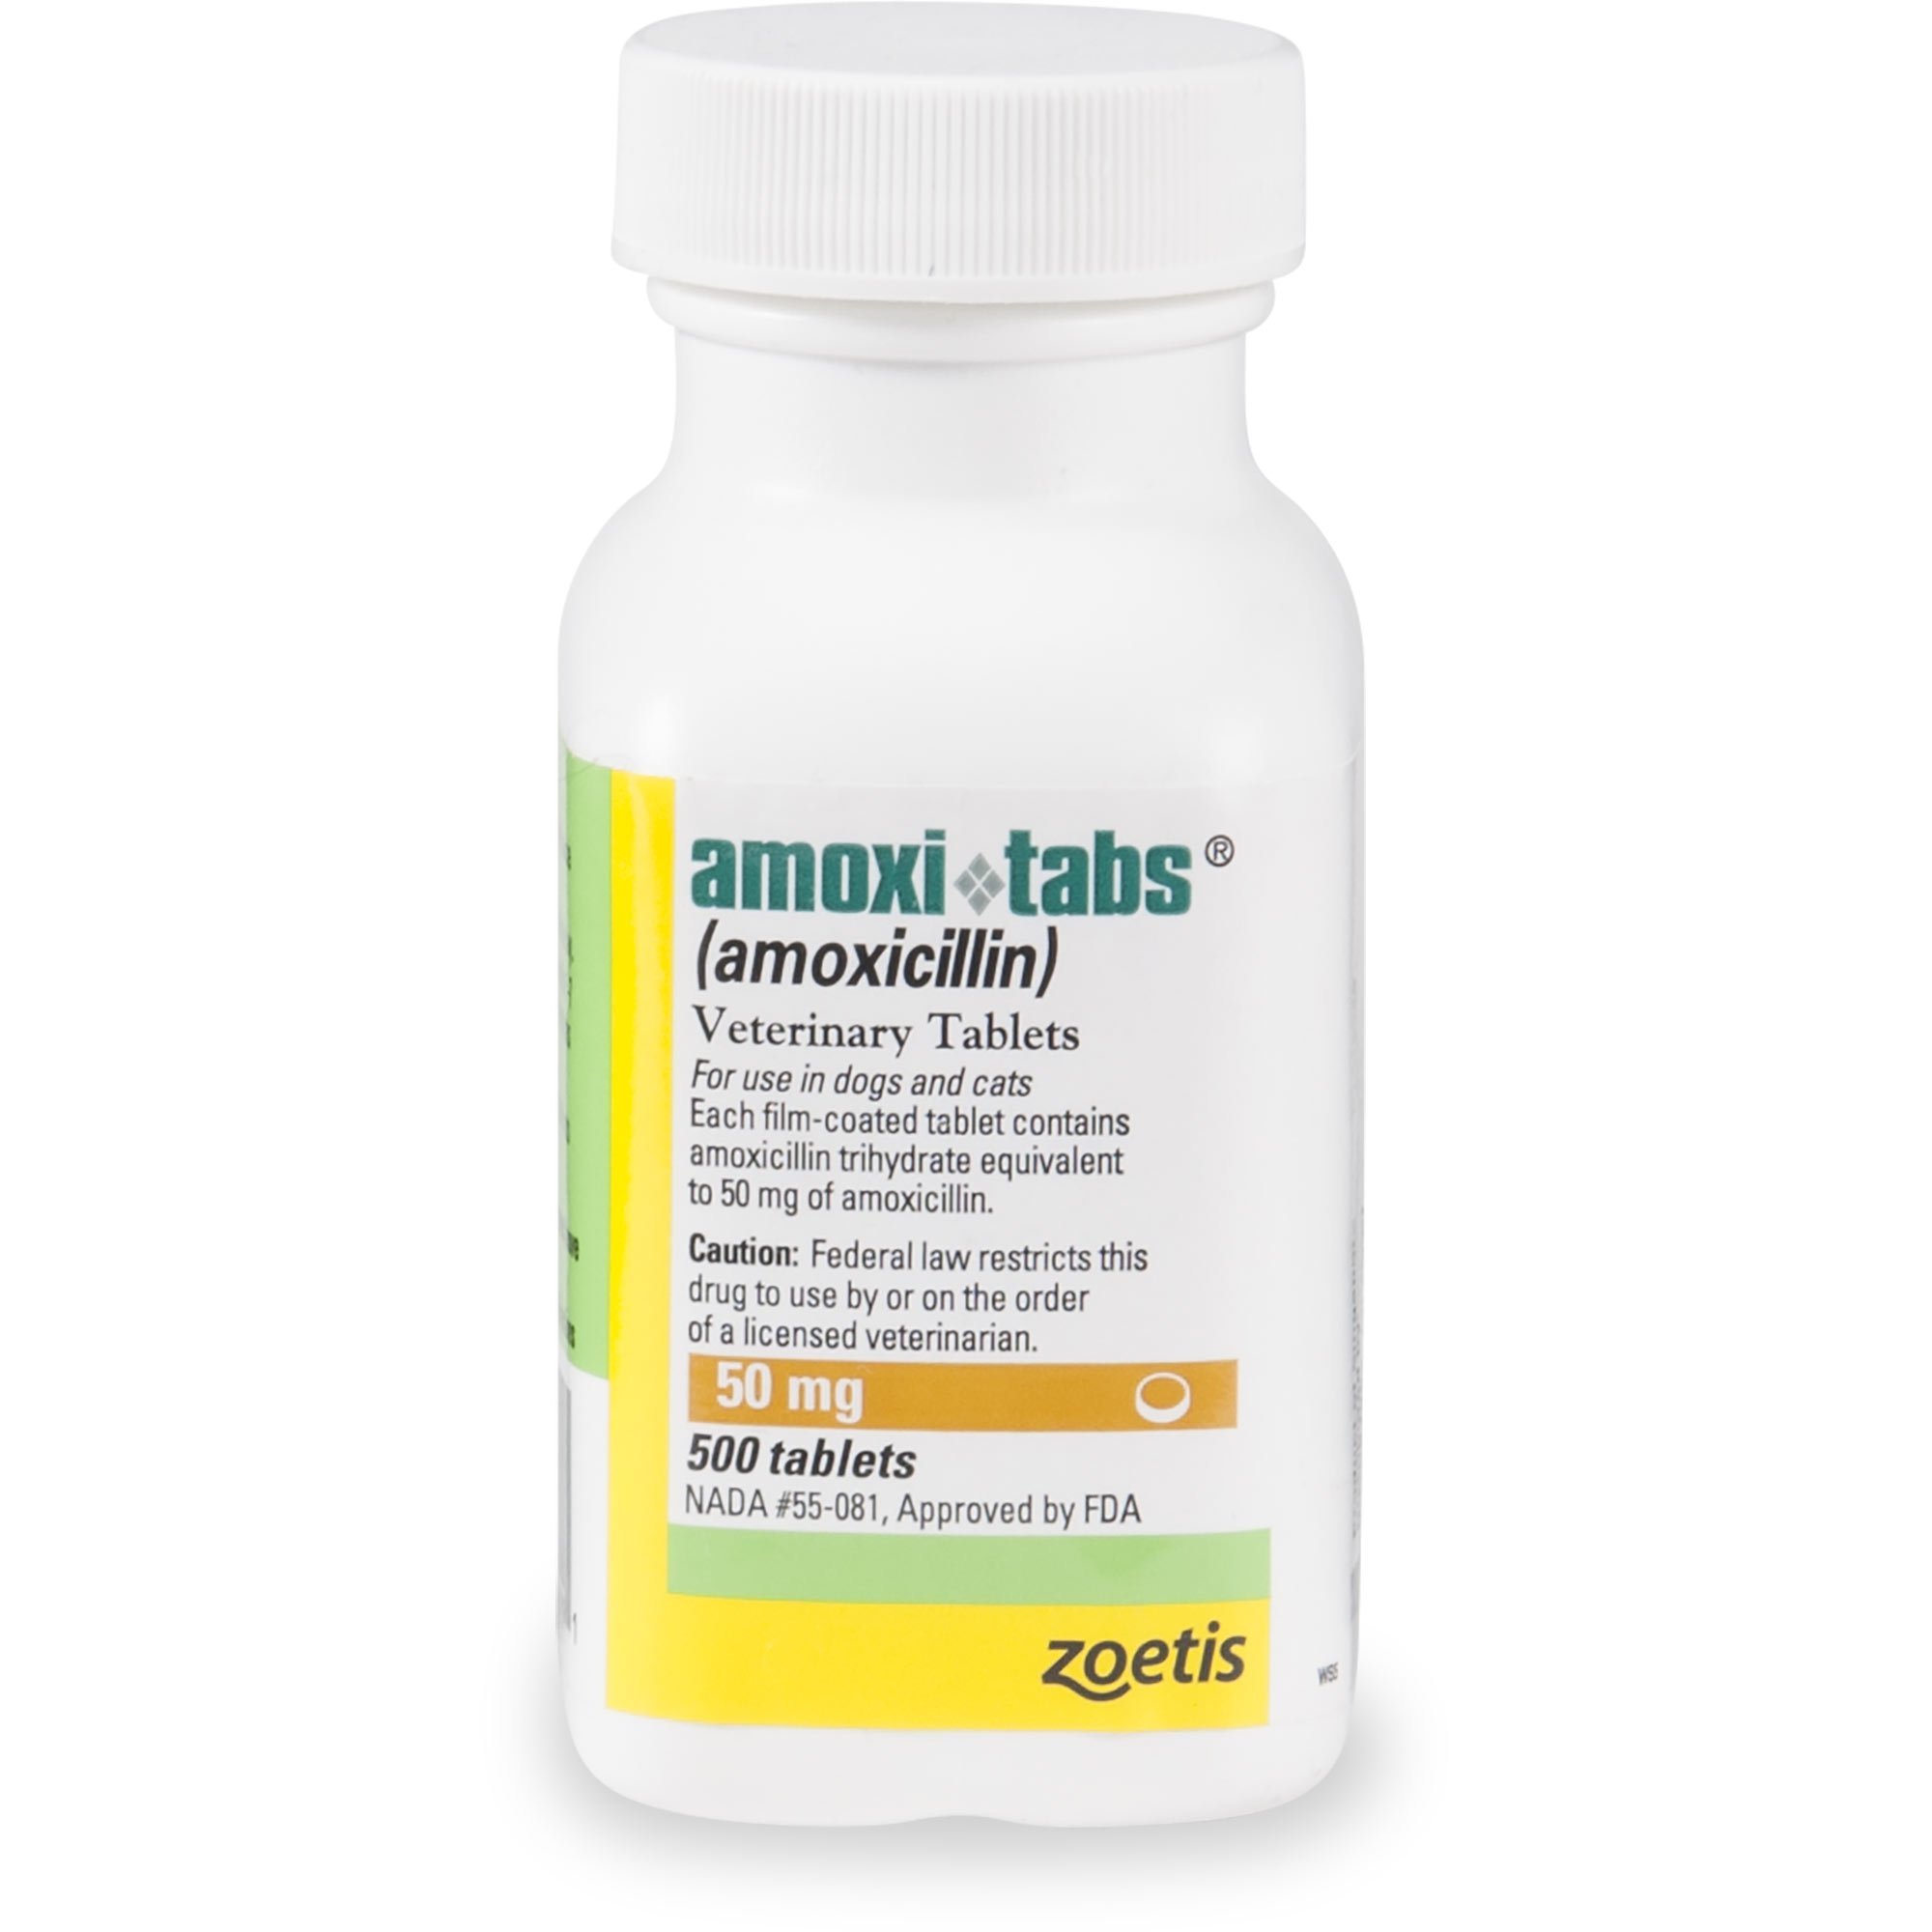 amoxi tabs®
(amoxicillin)
Veterinary Tablets
For use in dogs and cats
Each film-coated tablet contains
amoxicillin trihydrate equivalent
to 50 mg of amoxicillin.
Caution: Federal law restricts this
drug to use by or on the order
of a licensed veterinarian.
50 mg
500 tablets
NADA #55-081, Approved by FDA
zoetis